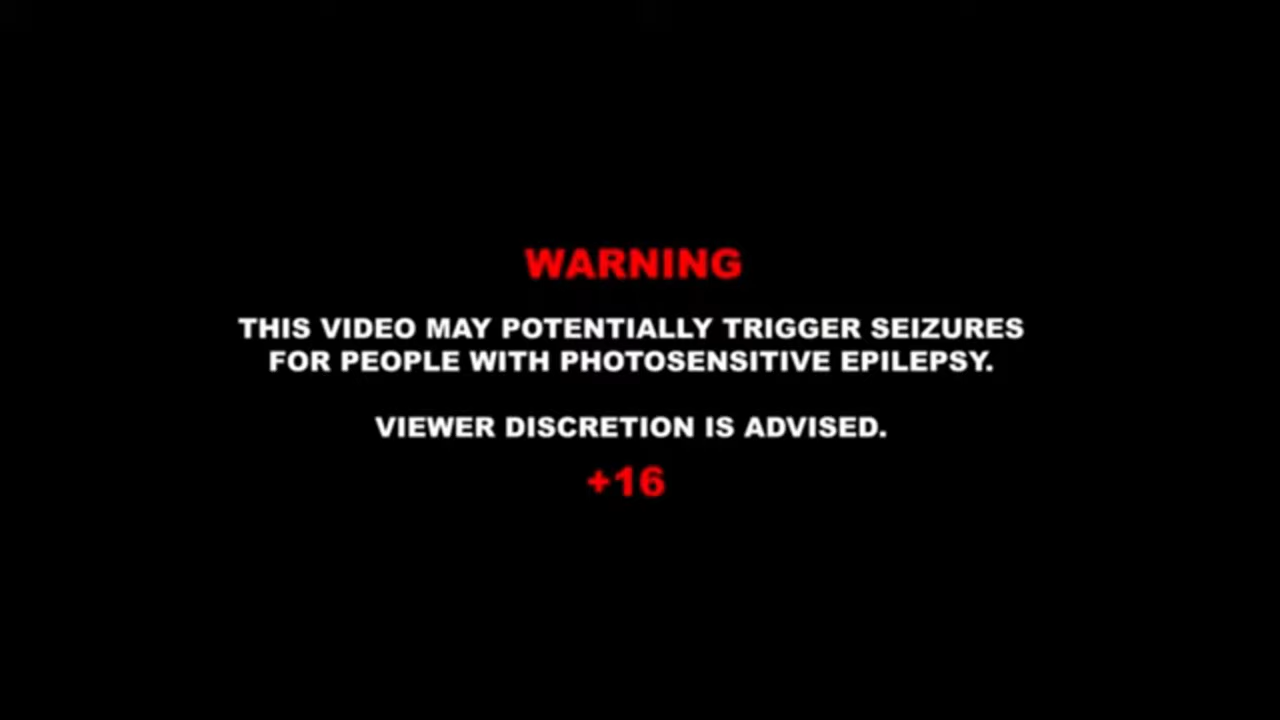 WARNING
THIS VIDEO MAY POTENTIALLY TRIGGER SEIZURES
FOR PEOPLE WITH PHOTOSENSITIVE EPILEPSY.
VIEWER DISCRETION IS ADVISED.
+16